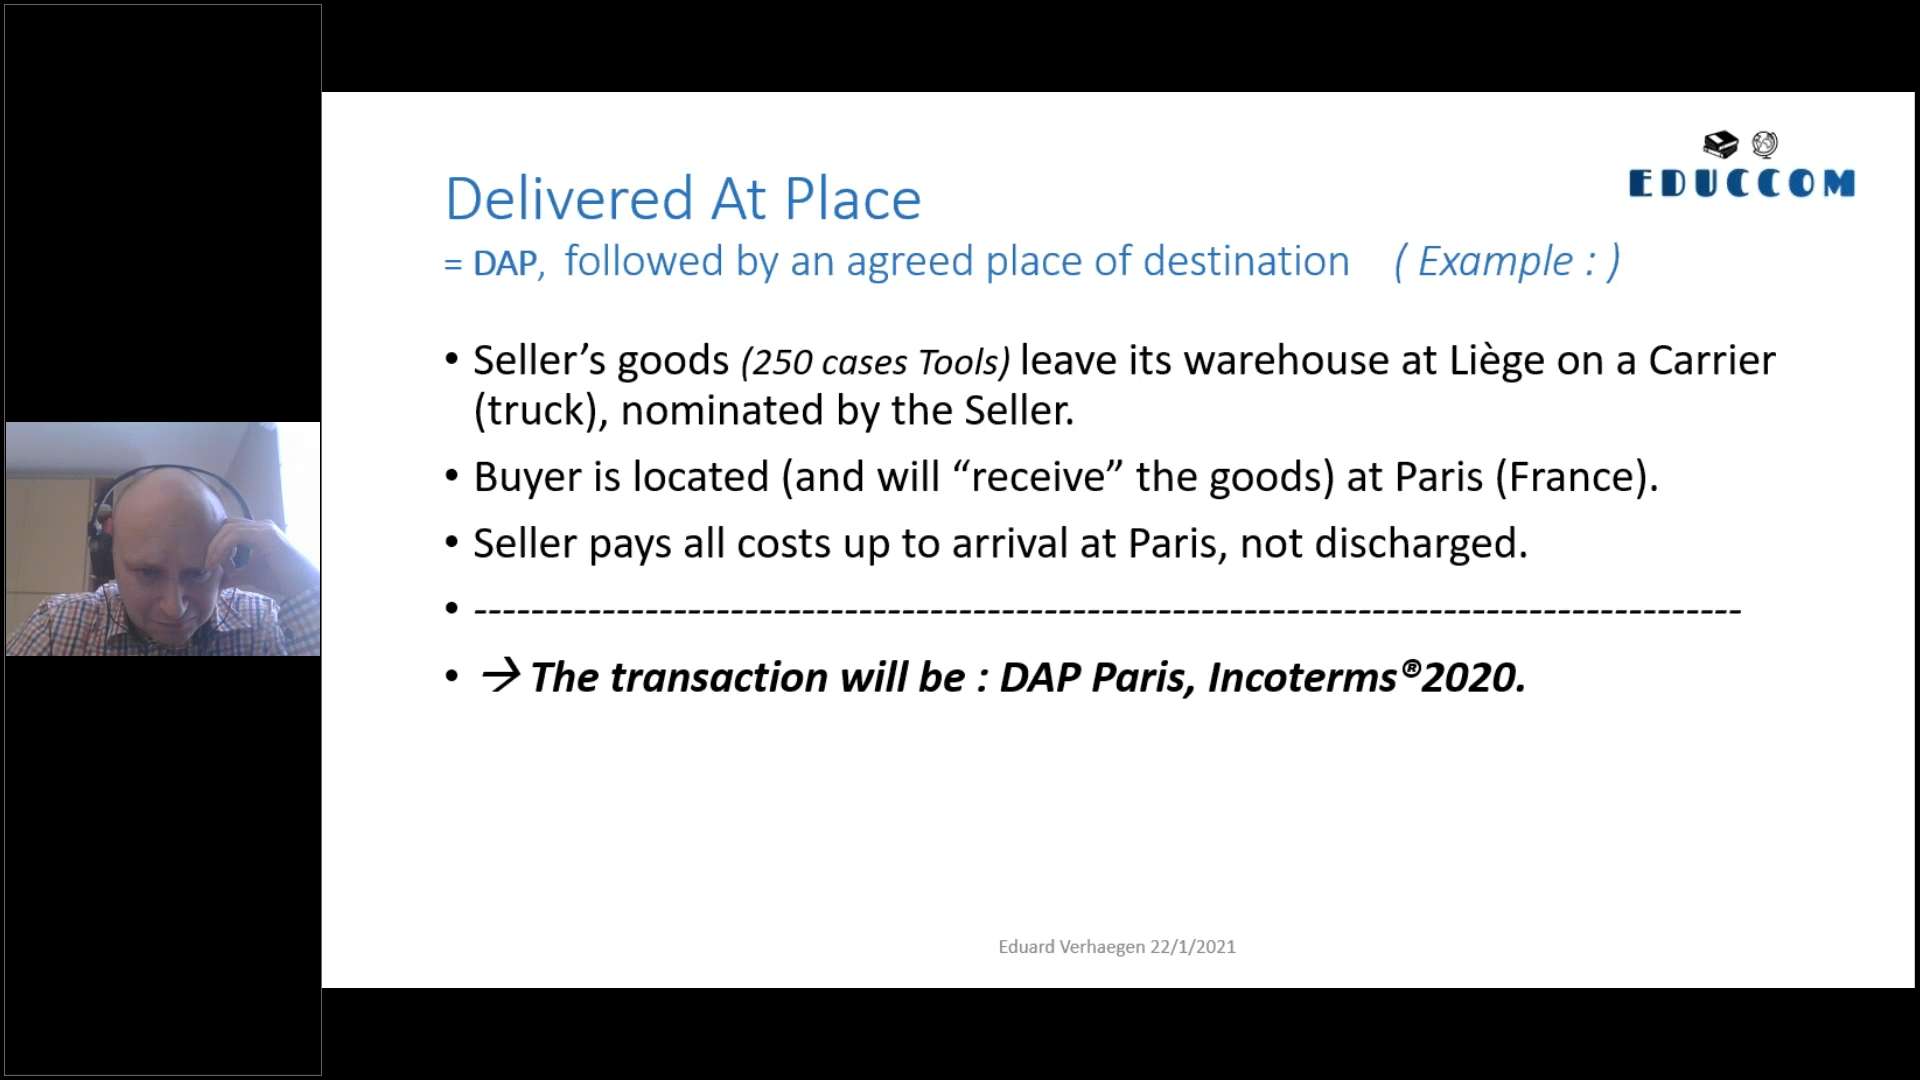 EDUCCOM
Delivered At Place
= DAP, followed by an agreed place of destination ( Example : )
• Seller’s goods (250 cases Tools) leave its warehouse at Liège on a Carrier
(truck), nominated by the Seller.
• Buyer is located (and will “receive” the goods) at Paris (France).
• Seller pays all costs up to arrival at Paris, not discharged.
• -----------------------------------------------------------------------------------------
• → The transaction will be : DAP Paris, Incoterms®2020.
Eduard Verhaegen 22/1/2021